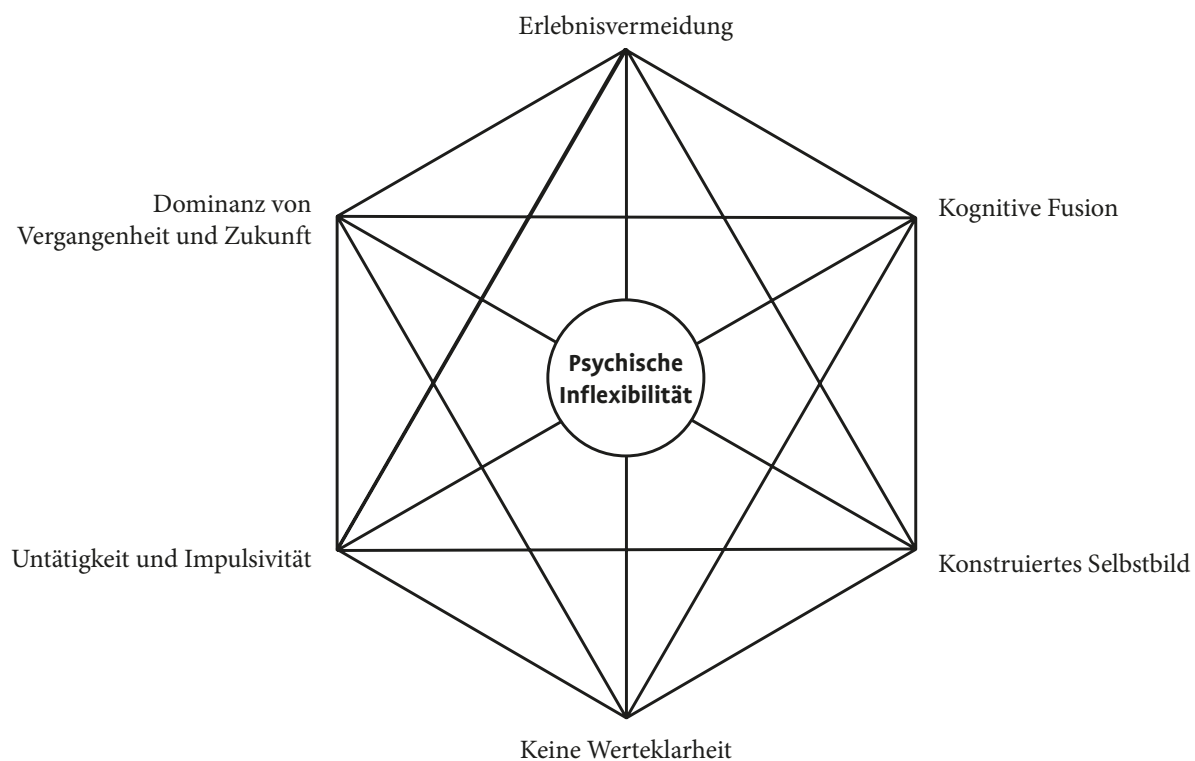 Erlebnisvermeidung
Dominanz von
Vergangenheit und Zukunft
Kognitive Fusion
Psychische
Inflexibilität
Untätigkeit und Impulsivität
Konstruiertes Selbstbild
Keine Werteklarheit